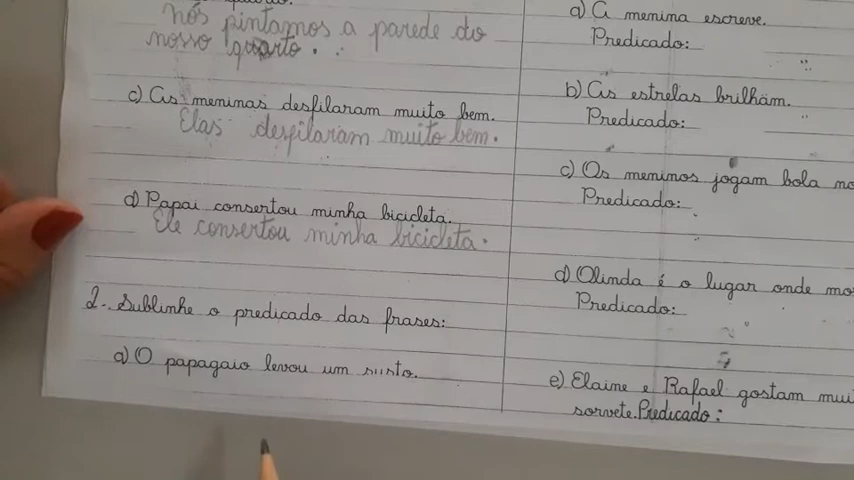 nós pintamos a parede do
nosso quarto.
c) As meninas desfilaram muito bem.
Elas desfilaram muito bem.
d) Papai consertou minha bicicleta.
Ele consertou minha bicicleta.
2. Sublinhe o predicado das frases:
a) O papagaio levou um susto.
a) A menina escreve.
Predicado:
b) As estrelas brilham.
Predicado:
c) Os meninos jogam bola
Predicado:
d) Olinda é o lugar onde
Predicado:
e) Elaine e Rafael gostam
sorvete. Predicado: